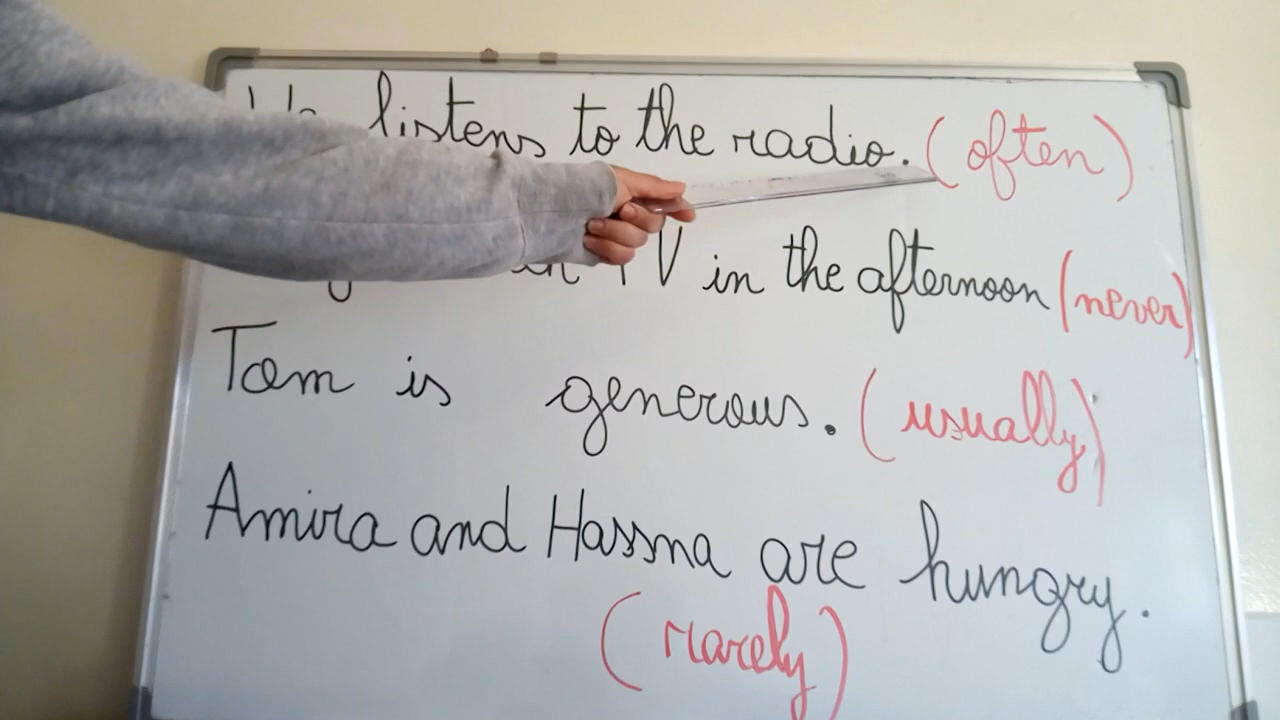 listens to the radio. (often)
TV in the afternoon (never)
Tom is generous. (usually)
Amira and Hassna are hungry.
(rarely)